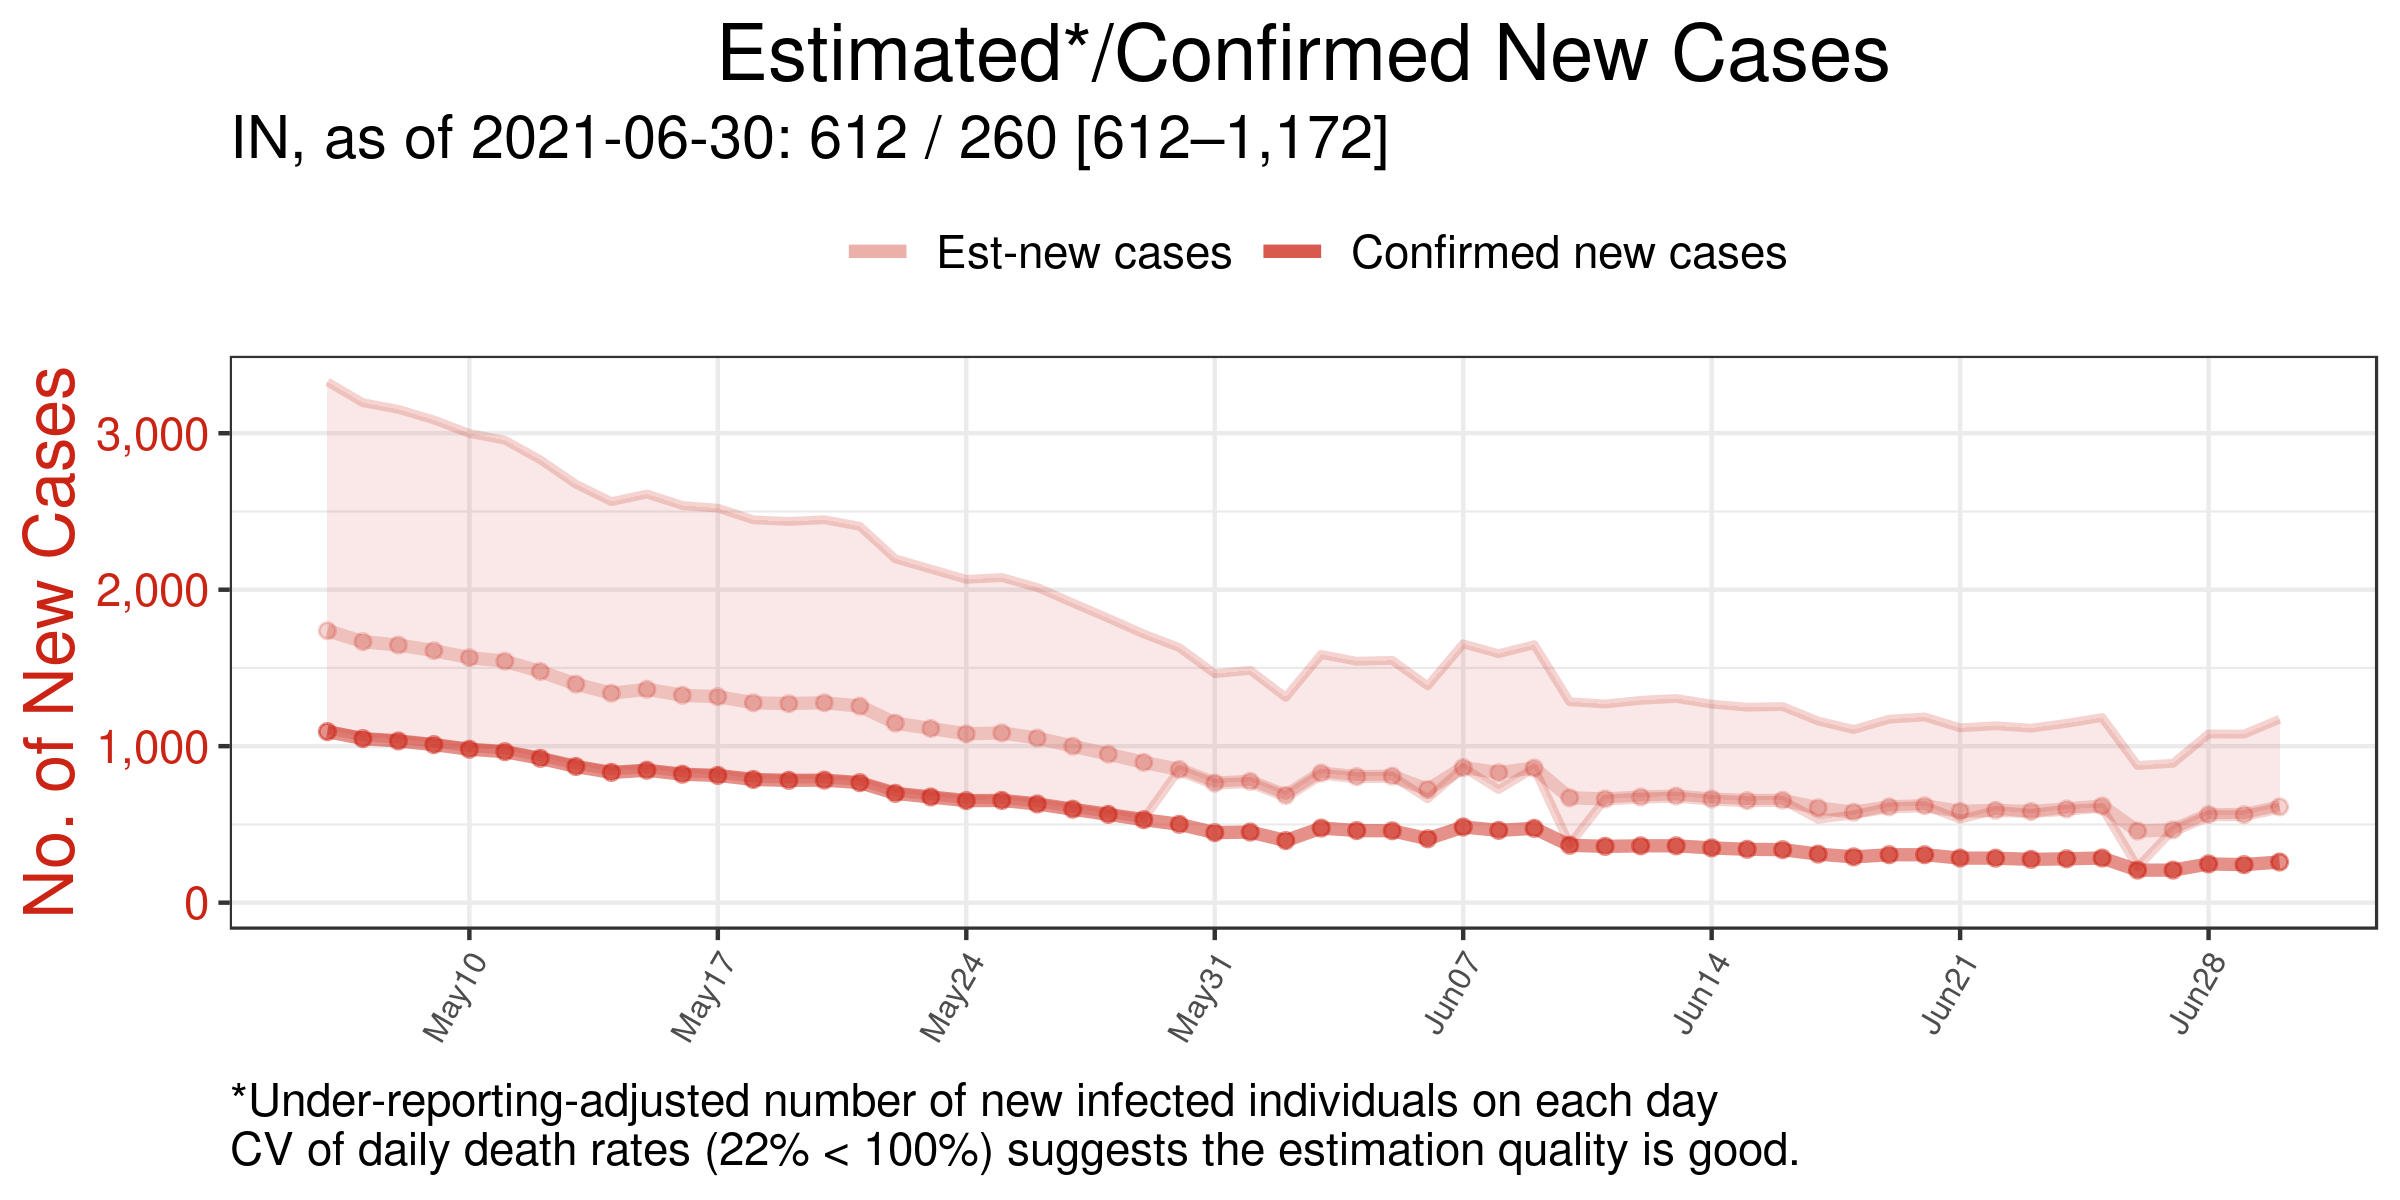 Estimated*/Confirmed New Cases
IN, as of 2021-06-30: 612 / 260 [612–1,172]
Est-new cases
Confirmed new cases
No. of New Cases
3,000
2,000
1,000
0
May10
May17
May24
May31
Jun07
Jun14
Jun21
Jun28
*Under-reporting-adjusted number of new infected individuals on each day
CV of daily death rates (22% < 100%) suggests the estimation quality is good.